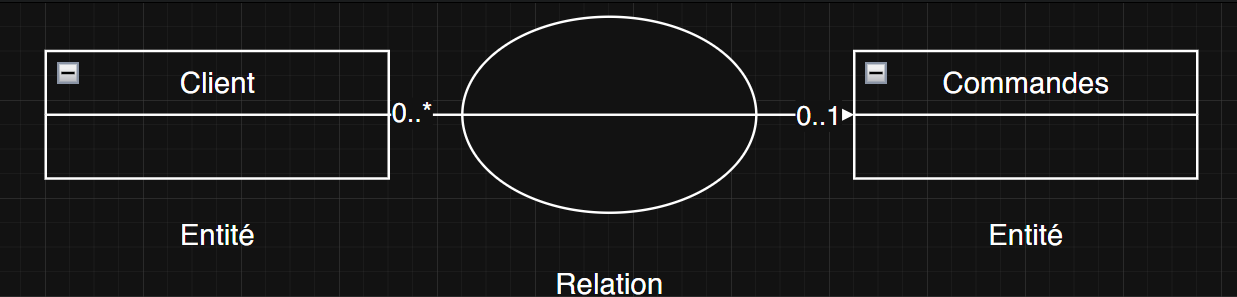 Client
Commandes
0..*
0..1
Entité
Entité
Relation